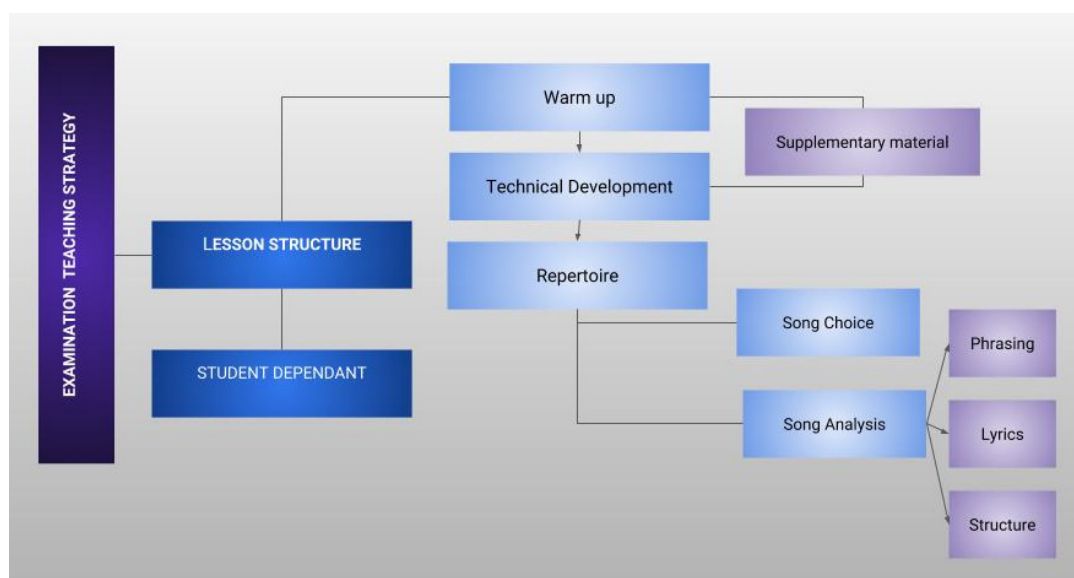 EXAMINATION TEACHING STRATEGY
LESSON STRUCTURE
STUDENT DEPENDANT
Warm up
Supplementary material
Technical Development
Repertoire
Song Choice
Song Analysis
Phrasing
Lyrics
Structure